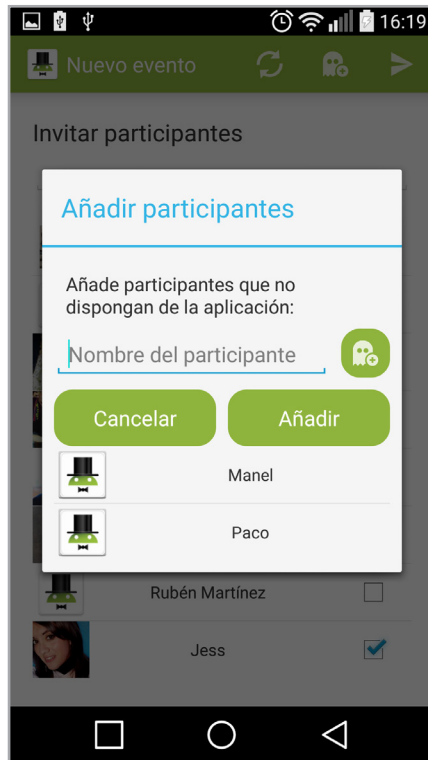 16:19
Nuevo evento
Invitar participantes
Añadir participantes
Añade participantes que no
dispongan de la aplicación:
Nombre del participante
Cancelar
Añadir
Manel
Paco
Rubén Martínez
Jess